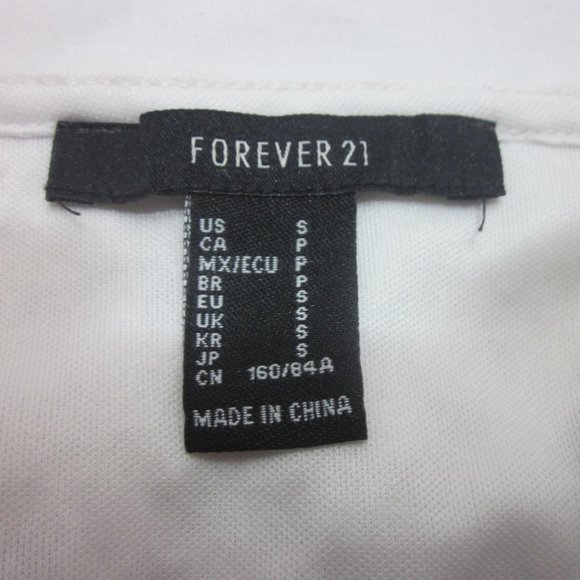 FOREVER 21
US S
CA P
MX/ECU P
BR P
EU S
UK S
KR S
JP S
CN 160/84A
MADE IN CHINA